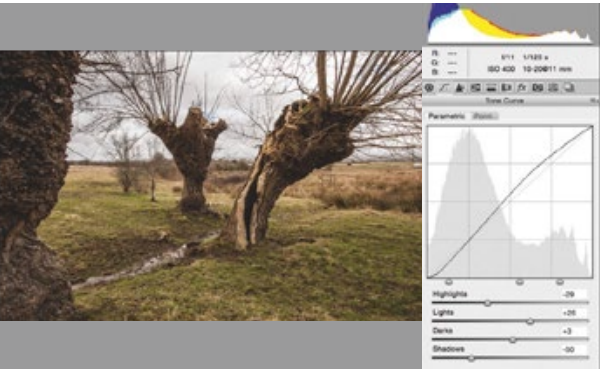 R: ---
G: ---
B: ---
f/11 1/125 s
ISO 400 10-20@11 mm
Tone Curve
Parametric Point
Highlights -29
Lights +25
Darks +3
Shadows -50